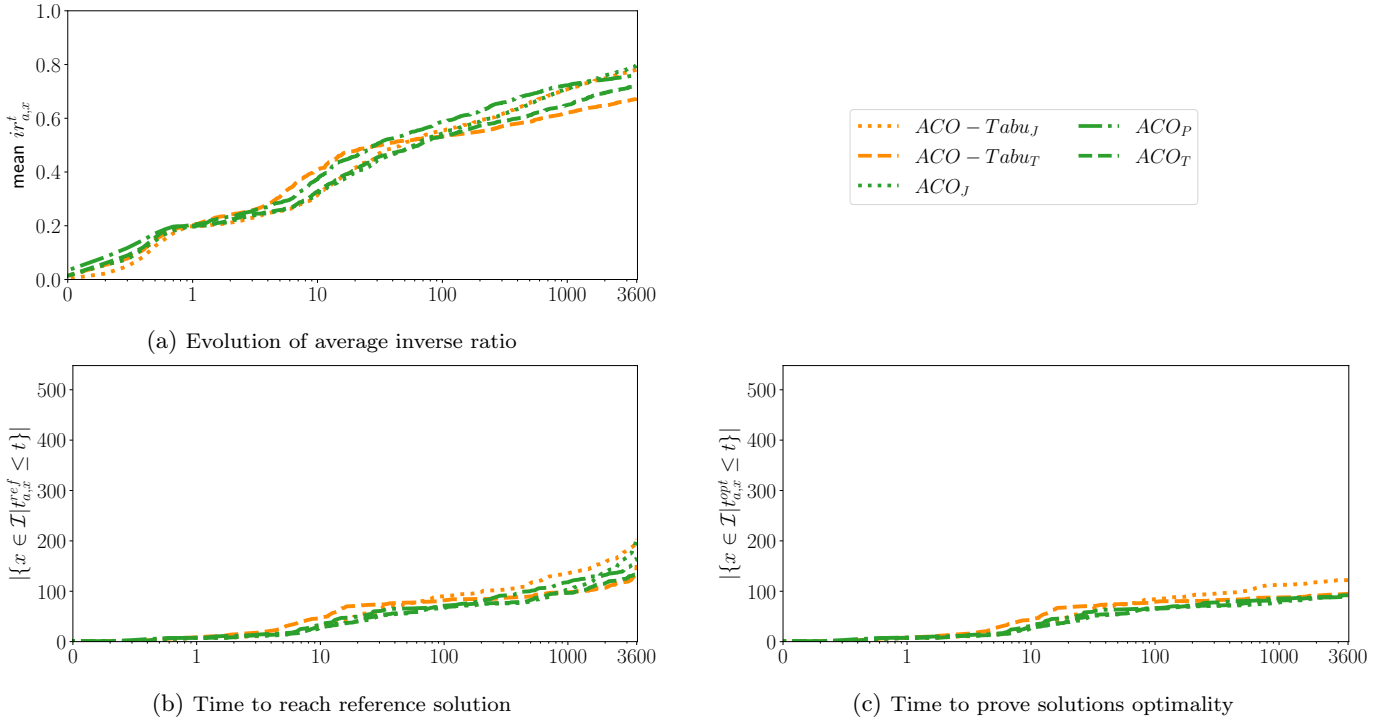 1.0
0.8
0.6
0.4
0.2
0.0
mean $ir^t_{a,x}$
0 1 10 100 1000 3600
(a) Evolution of average inverse ratio
$ACO - Tabu_J$
$ACO - Tabu_T$
$ACO_J$
$ACO_P$
$ACO_T$
500
400
300
200
100
0
$|\{x \in \mathcal{I} | t^{ref}_{a,x} \leq t\}|$
0 1 10 100 1000 3600
(b) Time to reach reference solution
500
400
300
200
100
0
$|\{x \in \mathcal{I} | t^{opt}_{a,x} \leq t\}|$
0 1 10 100 1000 3600
(c) Time to prove solutions optimality